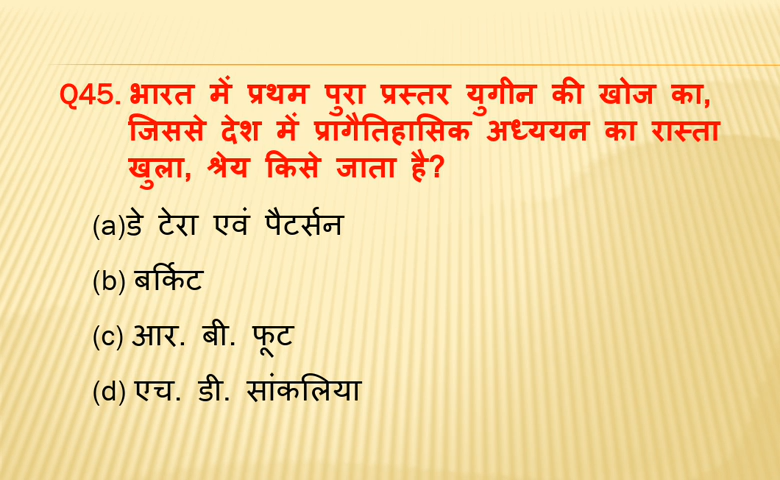 Q45. भारत में प्रथम पुरा प्रस्तर युगीन की खोज का,
जिससे देश में प्रागैतिहासिक अध्ययन का रास्ता
खुला, श्रेय किसे जाता है?
(a)डे टेरा एवं पैटर्सन
(b) बर्किट
(c) आर. बी. फूट
(d) एच. डी. सांकलिया